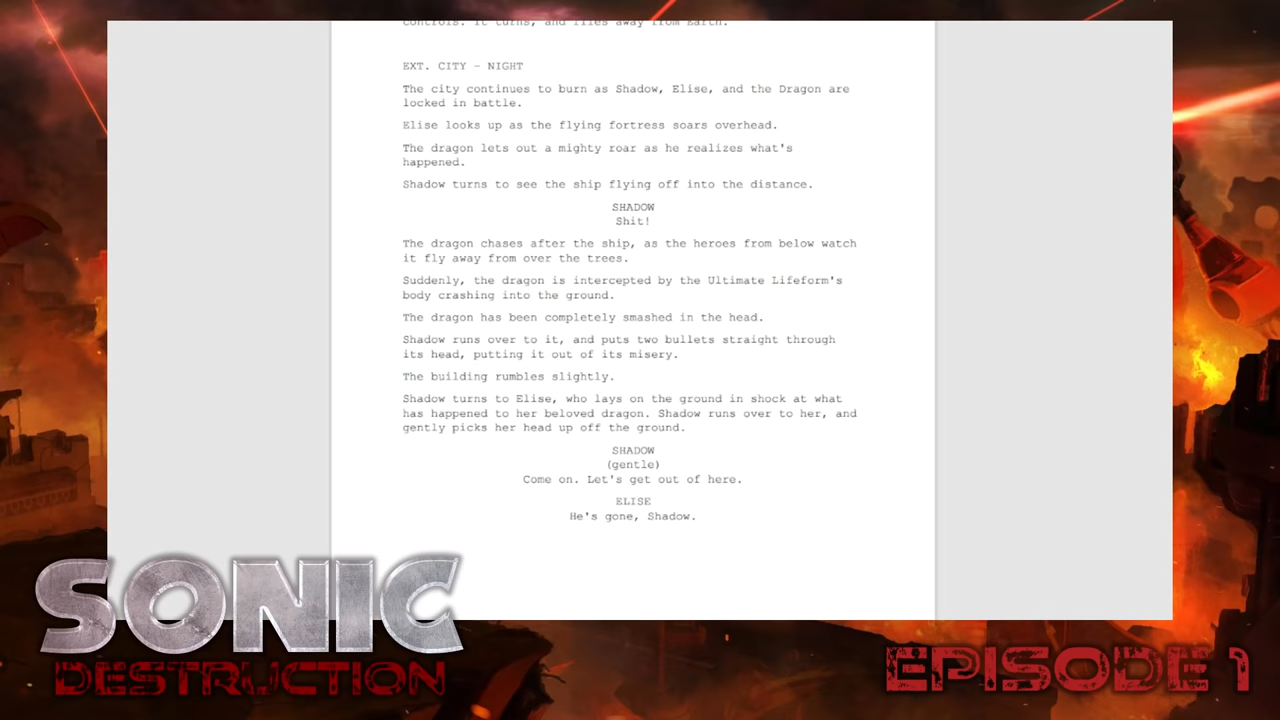 controls. It turns, and flies away from Earth.
EXT. CITY - NIGHT
The city continues to burn as Shadow, Elise, and the Dragon are
locked in battle.
Elise looks up as the flying fortress soars overhead.
The dragon lets out a mighty roar as he realizes what's
happened.
Shadow turns to see the ship flying off into the distance.
SHADOW
Shit!
The dragon chases after the ship, as the heroes from below watch
it fly away from over the trees.
Suddenly, the dragon is intercepted by the Ultimate Lifeform's
body crashing into the ground.
The dragon has been completely smashed in the head.
Shadow runs over to it, and puts two bullets straight through
its head, putting it out of its misery.
The building rumbles slightly.
Shadow turns to Elise, who lays on the ground in shock at what
has happened to her beloved dragon. Shadow runs over to her, and
gently picks her head up off the ground.
SHADOW
(gentle)
Come on. Let's get out of here.
ELISE
He's gone, Shadow.
SONIC
DESTRUCTION
EPISODE 1